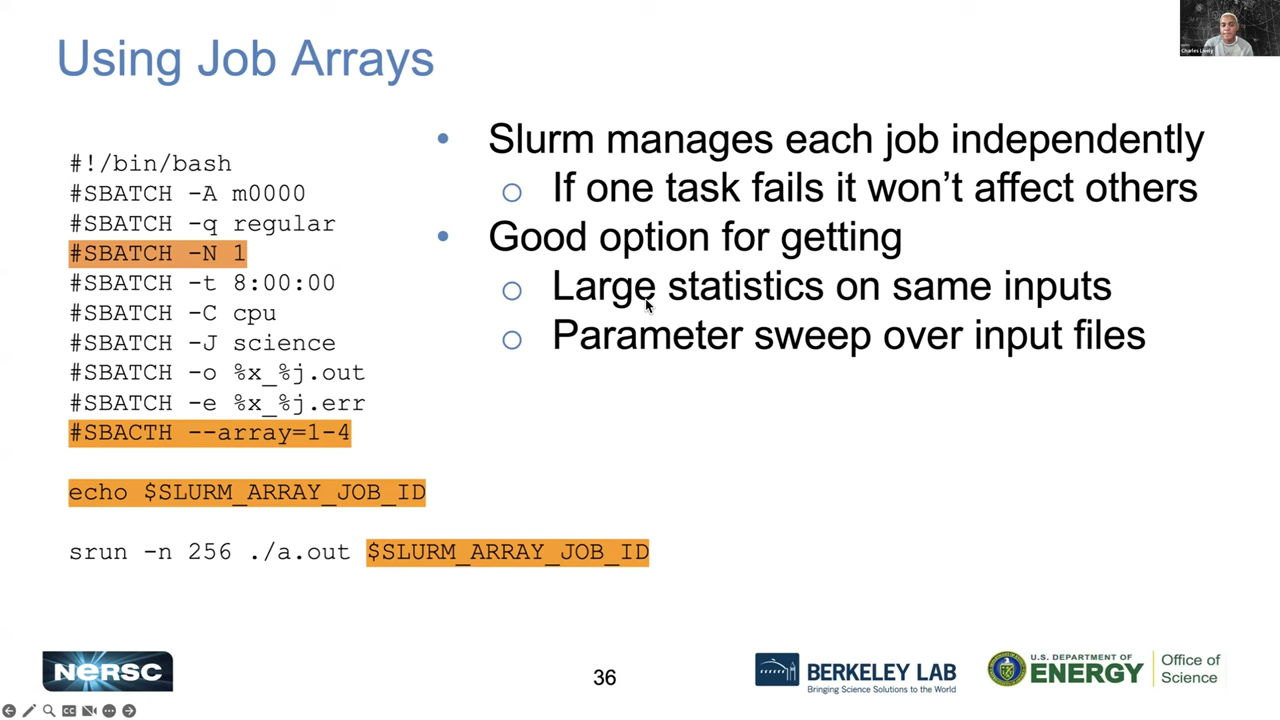 Using Job Arrays
Charles Lively
#!/bin/bash
#SBATCH -A m0000
#SBATCH -q regular
#SBATCH -N 1
#SBATCH -t 8:00:00
#SBATCH -C cpu
#SBATCH -J science
#SBATCH -o %x_%j.out
#SBATCH -e %x_%j.err
#SBACTH --array=1-4
echo $SLURM_ARRAY_JOB_ID
srun -n 256 ./a.out $SLURM_ARRAY_JOB_ID
• Slurm manages each job independently
○ If one task fails it won’t affect others
• Good option for getting
○ Large statistics on same inputs
○ Parameter sweep over input files
NERSC
36
BERKELEY LAB
Bringing Science Solutions to the World
U.S. DEPARTMENT OF
ENERGY
Office of
Science
CC